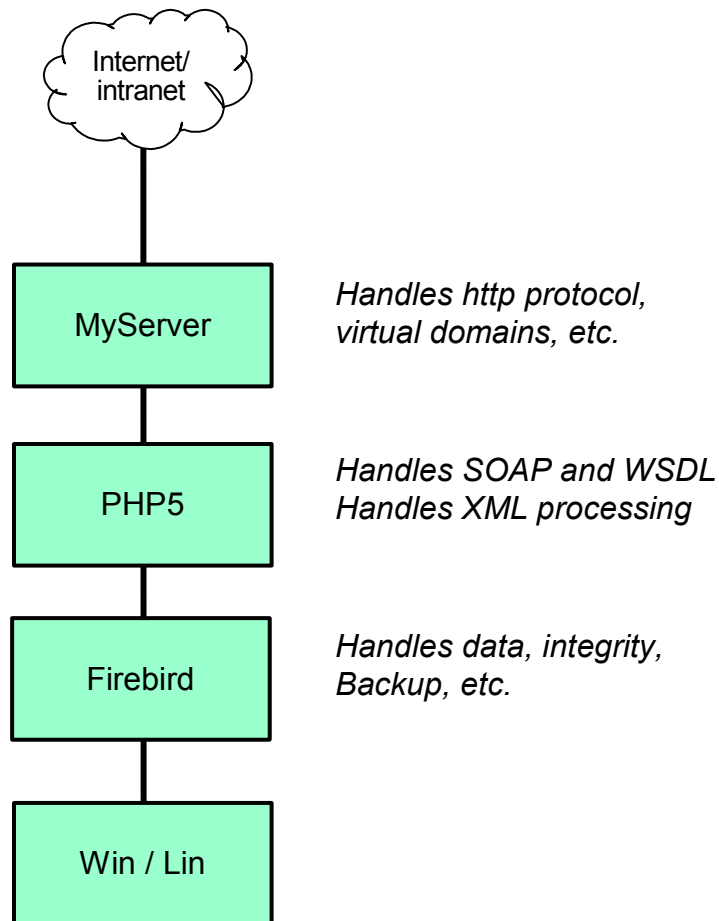 Internet/
intranet
MyServer
Handles http protocol,
virtual domains, etc.
PHP5
Handles SOAP and WSDL
Handles XML processing
Firebird
Handles data, integrity,
Backup, etc.
Win / Lin